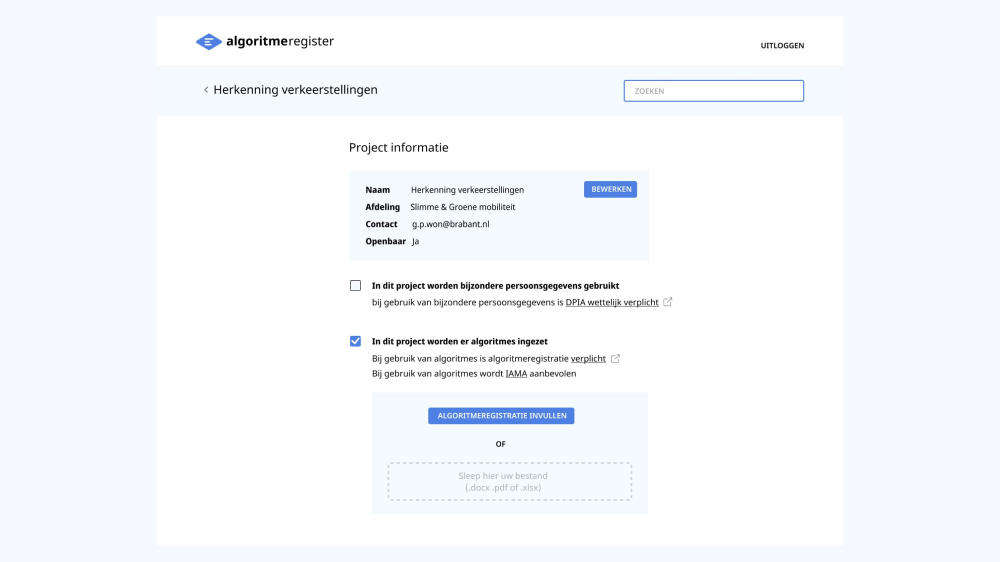 algoritmeregister
UITLOGGEN
Herkenning verkeerstellingen
ZOEKEN
Project informatie
Naam Herkenning verkeerstellingen
BEWERKEN
Afdeling Slimme & Groene mobiliteit
Contact g.p.won@brabant.nl
Openbaar Ja
In dit project worden bijzondere persoonsgegevens gebruikt
bij gebruik van bijzondere persoonsgegevens is DPIA wettelijk verplicht
In dit project worden er algoritmes ingezet
Bij gebruik van algoritmes is algoritmeregistratie verplicht
Bij gebruik van algoritmes wordt IAMA aanbevolen
ALGORITMEREGISTRATIE INVULLEN
OF
Sleep hier uw bestand
(.docx .pdf of .xlsx)